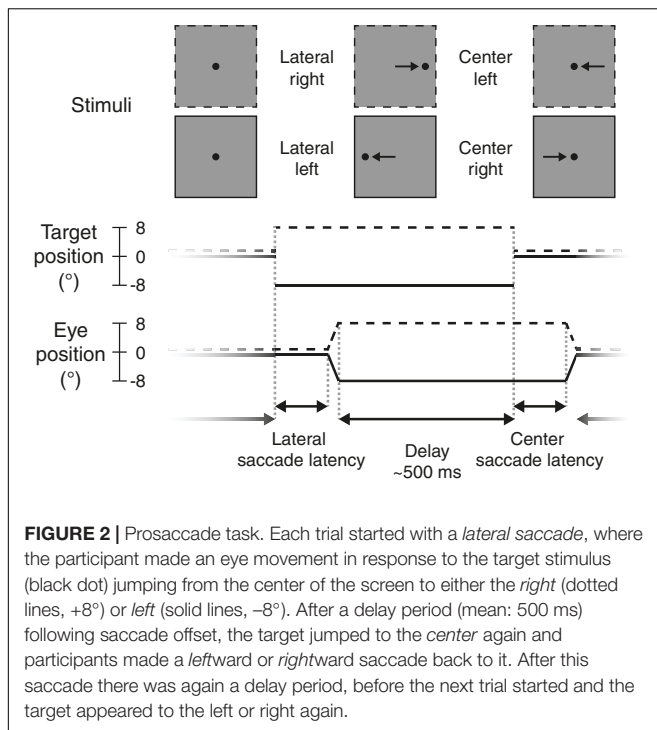 Lateral right
Center left
Stimuli
Lateral left
Center right
Target position (°)
8
0
-8
Eye position (°)
8
0
-8
Lateral saccade latency
Delay ~500 ms
Center saccade latency
FIGURE 2 | Prosaccade task. Each trial started with a lateral saccade, where
the participant made an eye movement in response to the target stimulus
(black dot) jumping from the center of the screen to either the right (dotted
lines, +8°) or left (solid lines, –8°). After a delay period (mean: 500 ms)
following saccade offset, the target jumped to the center again and
participants made a leftward or rightward saccade back to it. After this
saccade there was again a delay period, before the next trial started and the
target appeared to the left or right again.